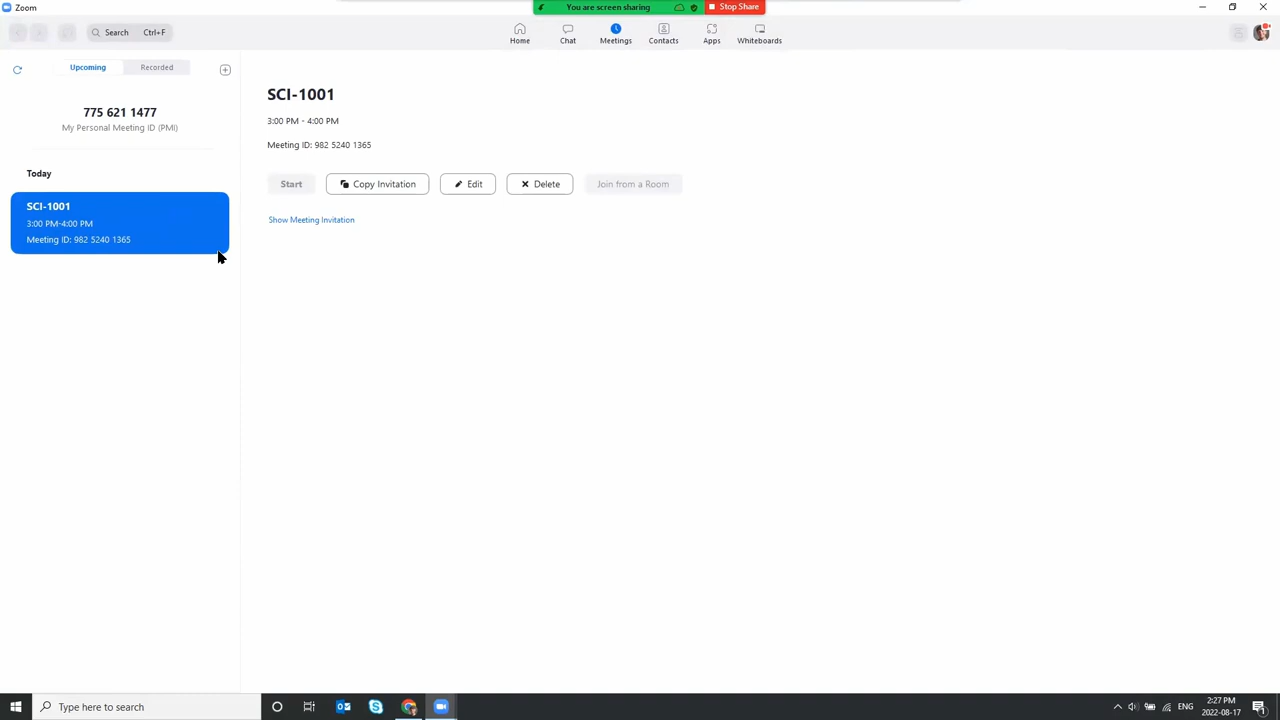 Zoom
You are screen sharing
Stop Share
Search Ctrl+F
Home
Chat
Meetings
Contacts
Apps
Whiteboards
Upcoming
Recorded
775 621 1477
My Personal Meeting ID (PMI)
Today
SCI-1001
3:00 PM-4:00 PM
Meeting ID: 982 5240 1365
SCI-1001
3:00 PM - 4:00 PM
Meeting ID: 982 5240 1365
Start
Copy Invitation
Edit
Delete
Join from a Room
Show Meeting Invitation
Type here to search
ENG
2:27 PM
2022-08-17
1